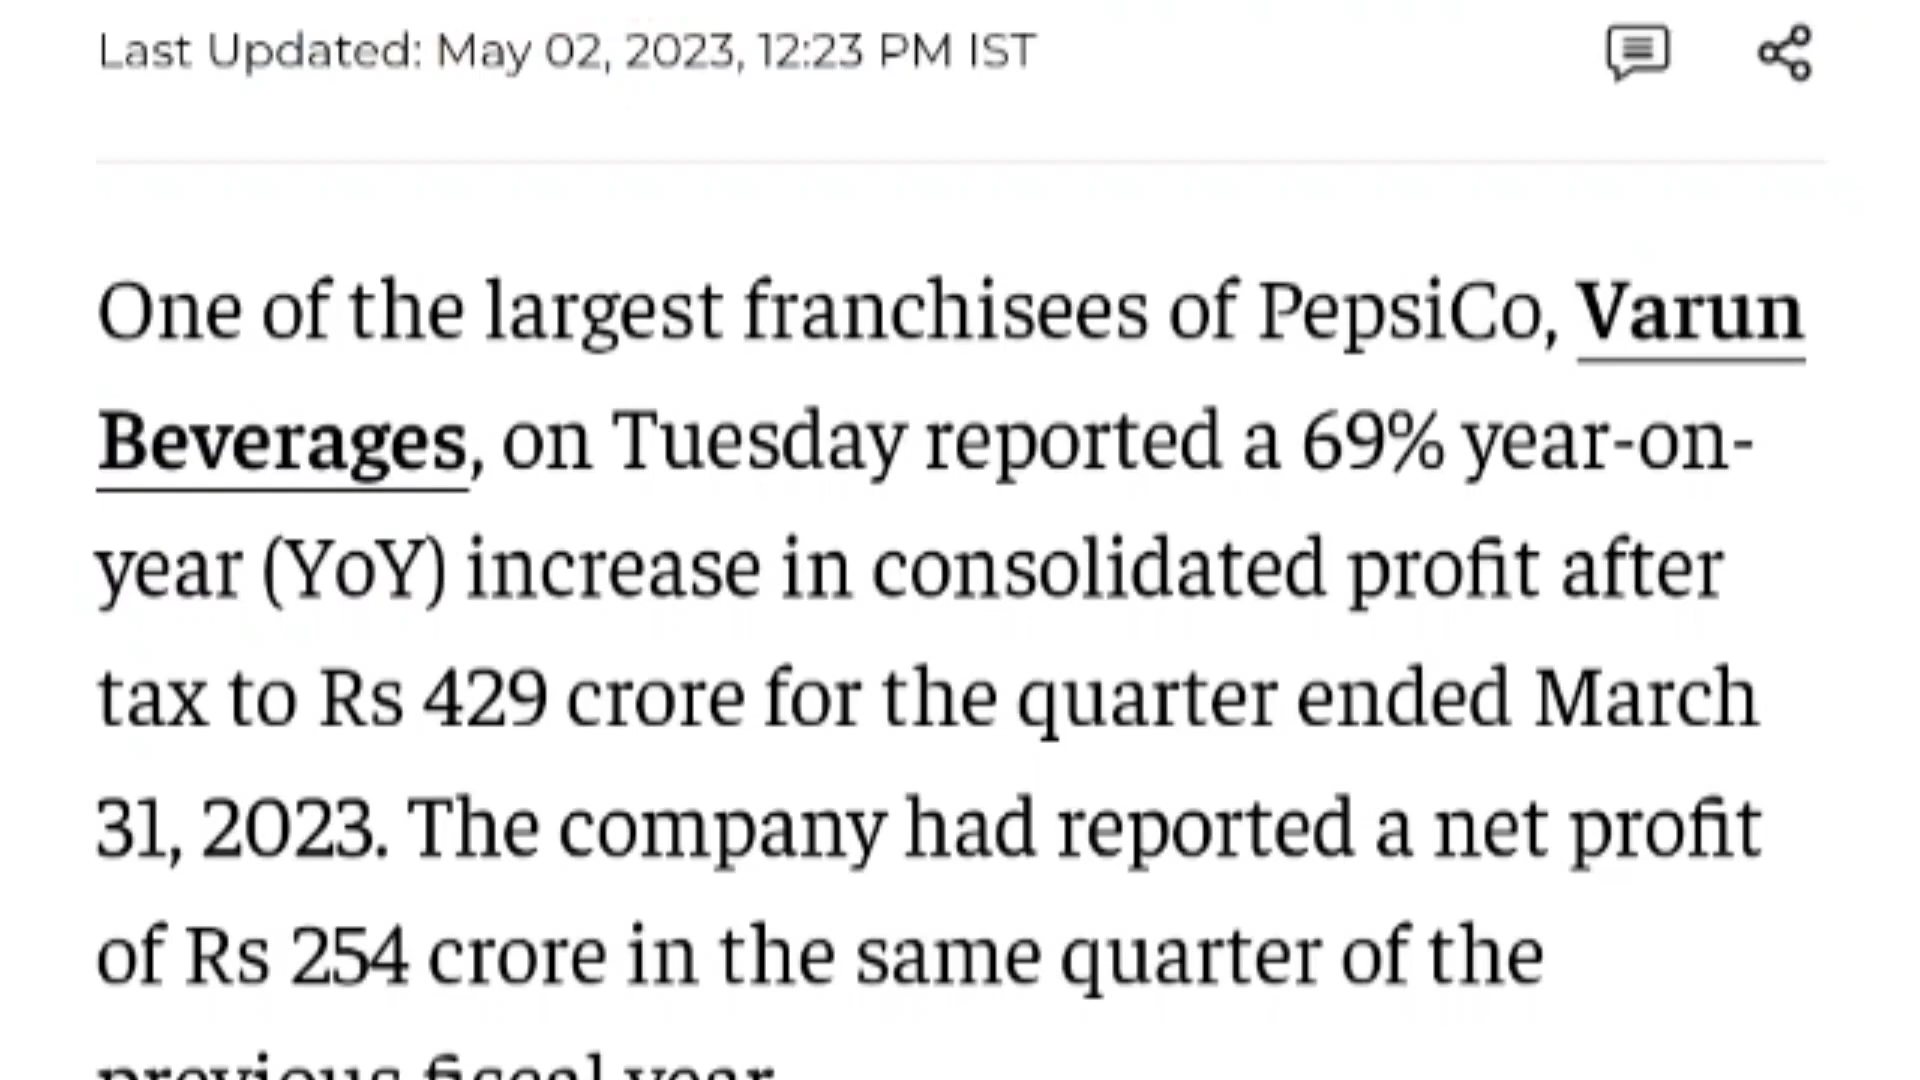 Last Updated: May 02, 2023, 12:23 PM IST
One of the largest franchisees of PepsiCo, Varun
Beverages, on Tuesday reported a 69% year-on-
year (YoY) increase in consolidated profit after
tax to Rs 429 crore for the quarter ended March
31, 2023. The company had reported a net profit
of Rs 254 crore in the same quarter of the
previous fiscal year